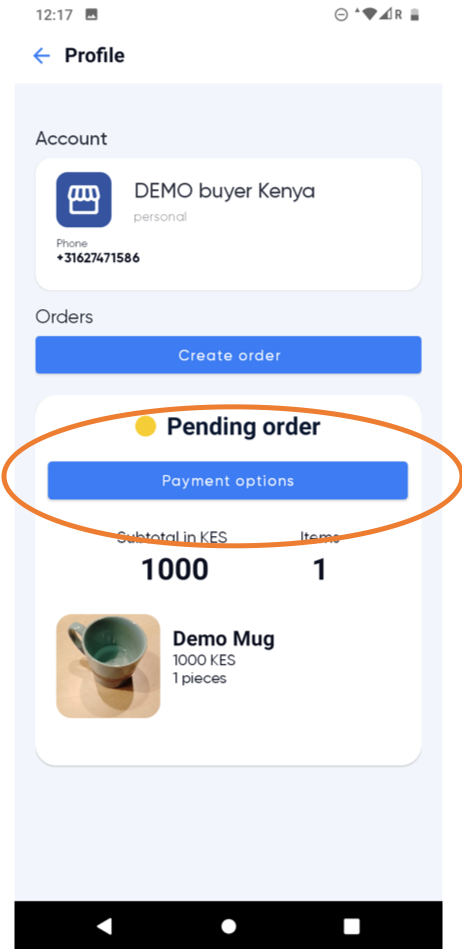 12:17
R
Profile
Account
DEMO buyer Kenya
personal
Phone
+31627471586
Orders
Create order
Pending order
Payment options
Subtotal in KES
Items
1000
1
Demo Mug
1000 KES
1 pieces